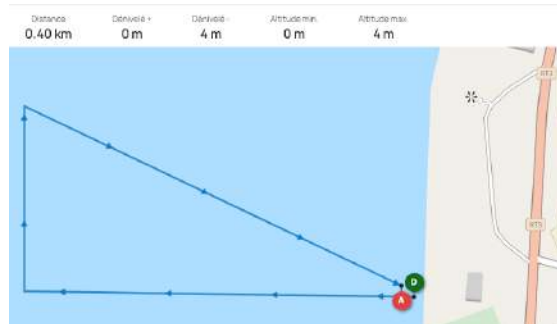 Distance Dénivelé + Dénivelé - Altitude min. Altitude max
0.40 km 0 m 4 m 0 m 4 m
D
A